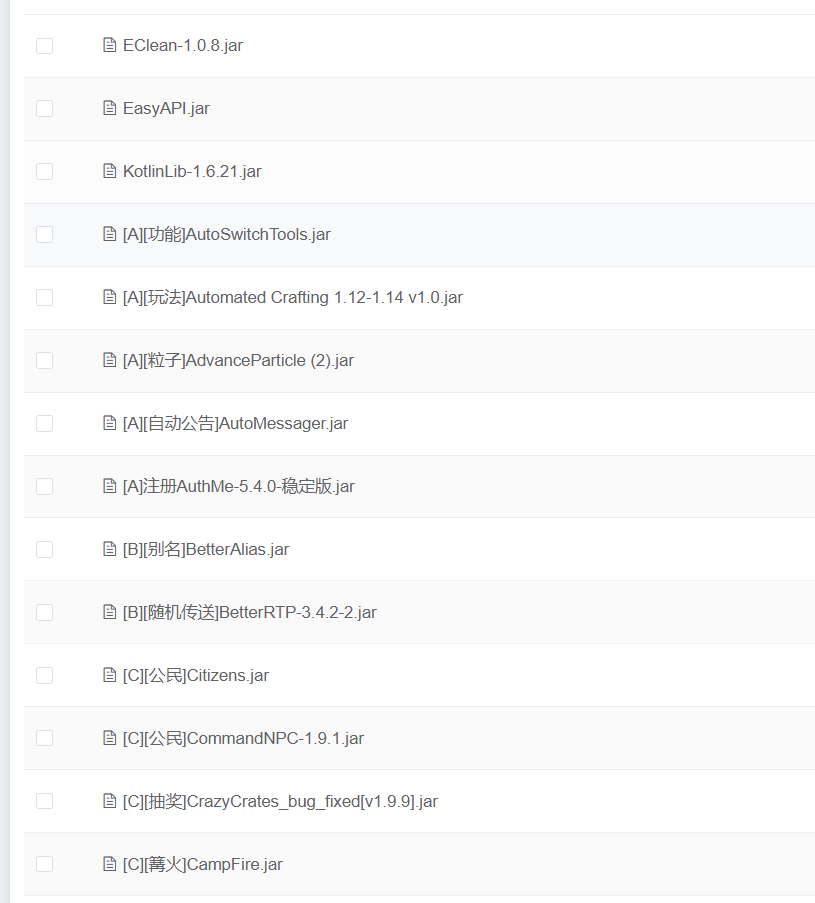 EClean-1.0.8.jar
EasyAPI.jar
KotlinLib-1.6.21.jar
[A][功能]AutoSwitchTools.jar
[A][玩法]Automated Crafting 1.12-1.14 v1.0.jar
[A][粒子]AdvanceParticle (2).jar
[A][自动公告]AutoMessager.jar
[A]注册AuthMe-5.4.0-稳定版.jar
[B][别名]BetterAlias.jar
[B][随机传送]BetterRTP-3.4.2-2.jar
[C][公民]Citizens.jar
[C][公民]CommandNPC-1.9.1.jar
[C][抽奖]CrazyCrates_bug_fixed[v1.9.9].jar
[C][篝火]CampFire.jar